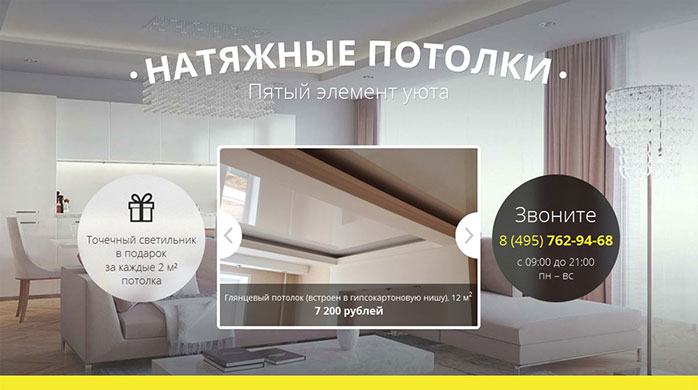 • НАТЯЖНЫЕ ПОТОЛКИ •
Пятый элемент уюта
Точечный светильник
в подарок
за каждые 2 м²
потолка
Глянцевый потолок (встроен в гипсокартоновую нишу). 12 м²
7 200 рублей
Звоните
8 (495) 762-94-68
с 09:00 до 21:00
пн – вс